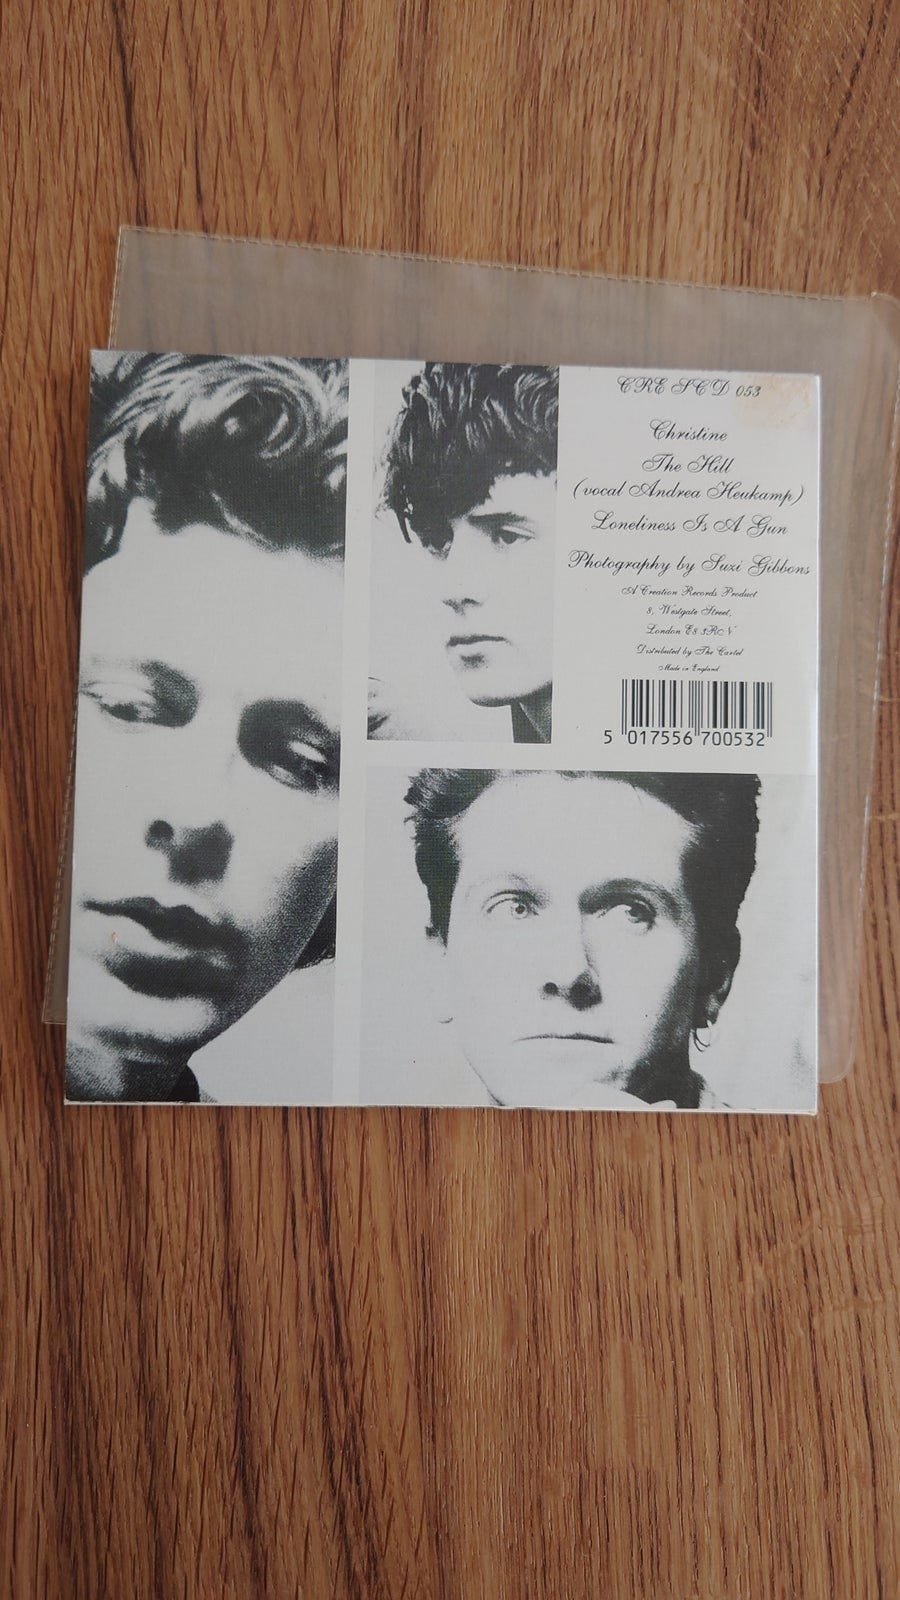 CRE SCD 053
Christine
The Hill
(vocal Andrea Heukamp)
Loneliness Is A Gun
Photography by Suzi Gibbons
A Creation Records Product
8, Westgate Street,
London E8 3RN
Distributed by The Cartel
Made in England
5 017556 700532